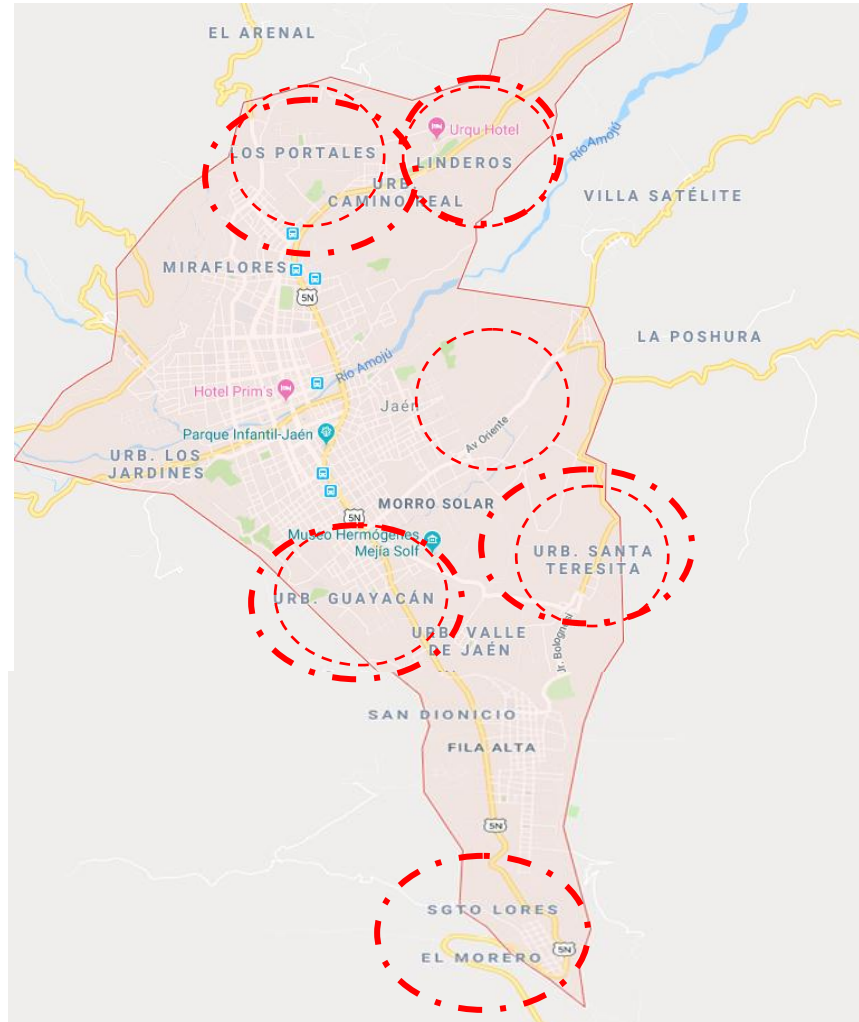 EL ARENAL
Urqu Hotel
LOS PORTALES
LINDEROS
Río Amojú
URB.
CAMINO REAL
VILLA SATÉLITE
MIRAFLORES
5N
LA POSHURA
Río Amojú
Hotel Prim's
Jaén
Parque Infantil-Jaén
Av Oriente
URB. LOS
JARDINES
MORRO SOLAR
5N
Museo Hermógenes
Mejía Solf
URB. SANTA
TERESITA
URB. GUAYACÁN
URB. VALLE
DE JAÉN
Jr. Bolognesi
SAN DIONICIO
FILA ALTA
5N
SGTO LORES
5N
EL MORERO